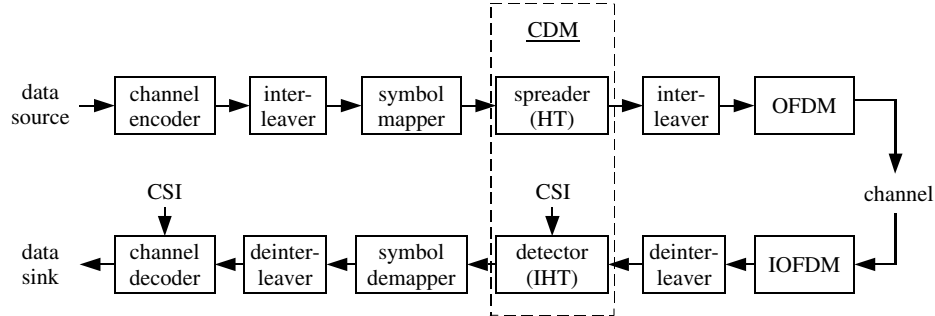 CDM
data source
channel encoder
inter-leaver
symbol mapper
spreader (HT)
inter-leaver
OFDM
channel
CSI
CSI
data sink
channel decoder
deinter-leaver
symbol demapper
detector (IHT)
deinter-leaver
IOFDM